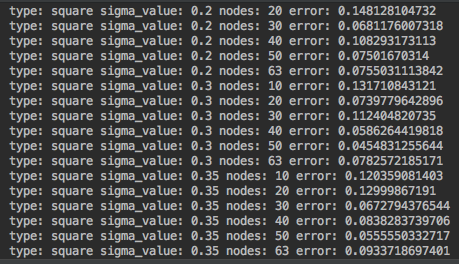 type: square sigma_value: 0.2 nodes: 20 error: 0.148128104732
type: square sigma_value: 0.2 nodes: 30 error: 0.0681176007318
type: square sigma_value: 0.2 nodes: 40 error: 0.108293173113
type: square sigma_value: 0.2 nodes: 50 error: 0.07501670314
type: square sigma_value: 0.2 nodes: 63 error: 0.0755031113842
type: square sigma_value: 0.3 nodes: 10 error: 0.131710843121
type: square sigma_value: 0.3 nodes: 20 error: 0.0739779642896
type: square sigma_value: 0.3 nodes: 30 error: 0.112404820735
type: square sigma_value: 0.3 nodes: 40 error: 0.0586264419818
type: square sigma_value: 0.3 nodes: 50 error: 0.0454831255644
type: square sigma_value: 0.3 nodes: 63 error: 0.0782572185171
type: square sigma_value: 0.35 nodes: 10 error: 0.120359081403
type: square sigma_value: 0.35 nodes: 20 error: 0.12999867191
type: square sigma_value: 0.35 nodes: 30 error: 0.0672794376544
type: square sigma_value: 0.35 nodes: 40 error: 0.0838283739706
type: square sigma_value: 0.35 nodes: 50 error: 0.0555550332717
type: square sigma_value: 0.35 nodes: 63 error: 0.0933718697401